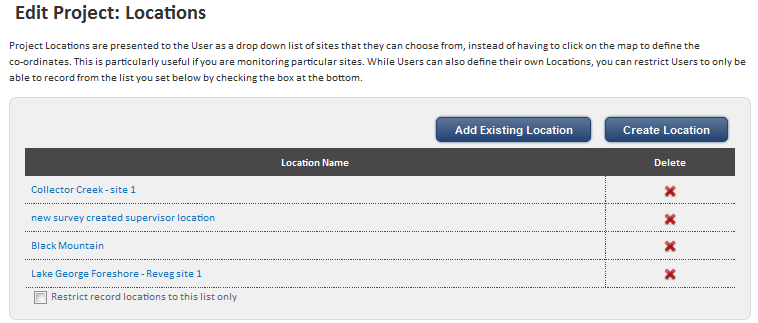 Edit Project: Locations
Project Locations are presented to the User as a drop down list of sites that they can choose from, instead of having to click on the map to define the
co-ordinates. This is particularly useful if you are monitoring particular sites. While Users can also define their own Locations, you can restrict Users to only be
able to record from the list you set below by checking the box at the bottom.
Add Existing Location Create Location
Location Name Delete
Collector Creek - site 1
new survey created supervisor location
Black Mountain
Lake George Foreshore - Reveg site 1
Restrict record locations to this list only